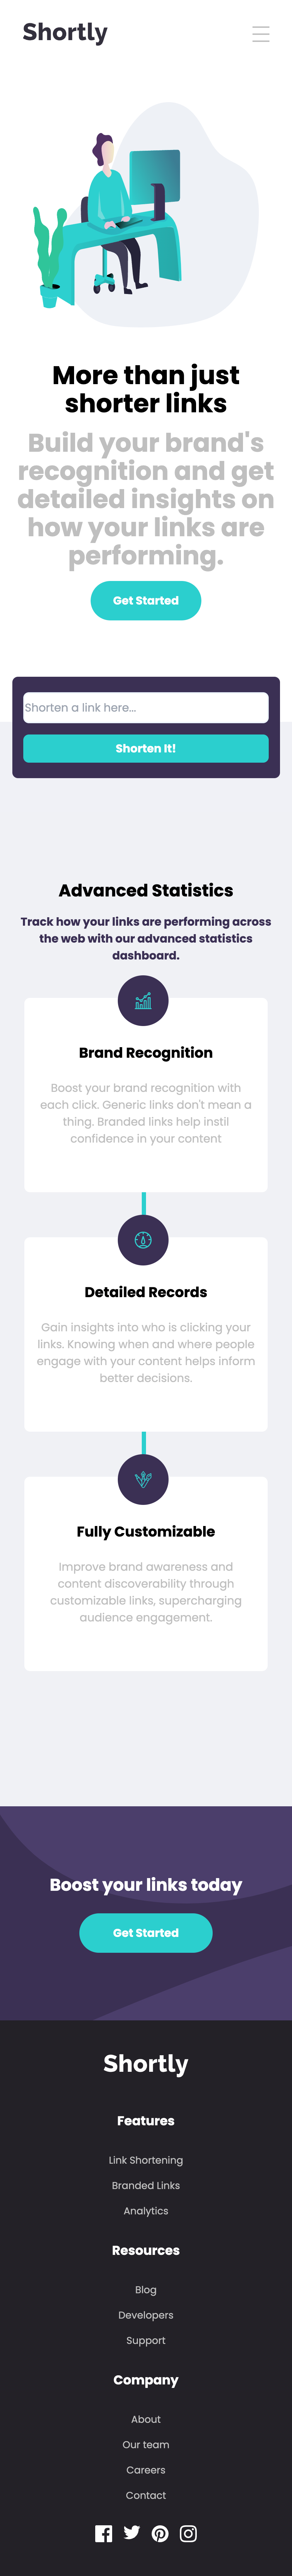 Shortly
More than just
shorter links
Build your brand's
recognition and get
detailed insights on
how your links are
performing.
Get Started
Shorten a link here...
Shorten It!
Advanced Statistics
Track how your links are performing across
the web with our advanced statistics
dashboard.
Brand Recognition
Boost your brand recognition with
each click. Generic links don't mean a
thing. Branded links help instil
confidence in your content
Detailed Records
Gain insights into who is clicking your
links. Knowing when and where people
engage with your content helps inform
better decisions.
Fully Customizable
Improve brand awareness and
content discoverability through
customizable links, supercharging
audience engagement.
Boost your links today
Get Started
Shortly
Features
Link Shortening
Branded Links
Analytics
Resources
Blog
Developers
Support
Company
About
Our team
Careers
Contact